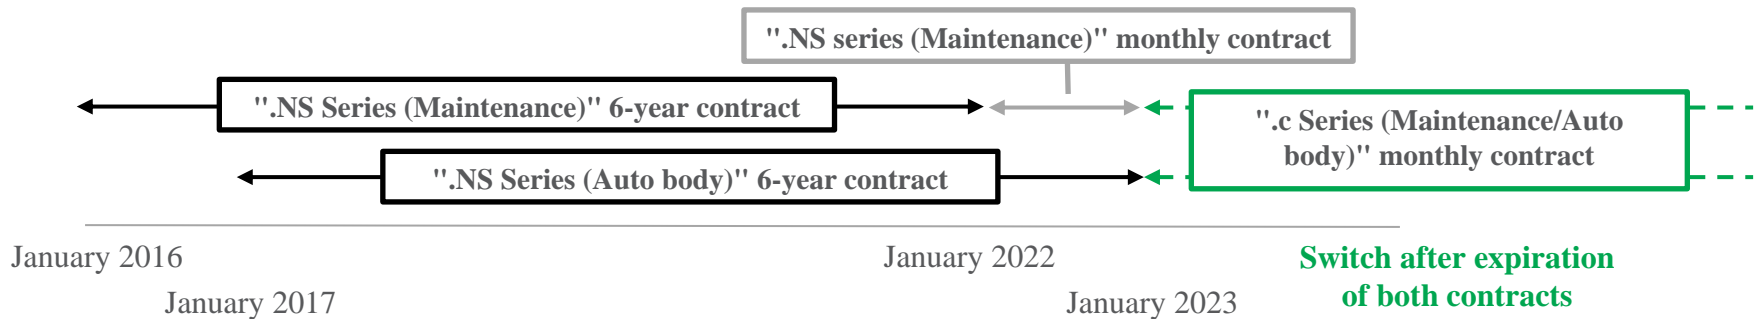 ".NS series (Maintenance)" monthly contract
".NS Series (Maintenance)" 6-year contract
".c Series (Maintenance/Auto
body)" monthly contract
".NS Series (Auto body)" 6-year contract
January 2016
January 2022
Switch after expiration
of both contracts
January 2017
January 2023